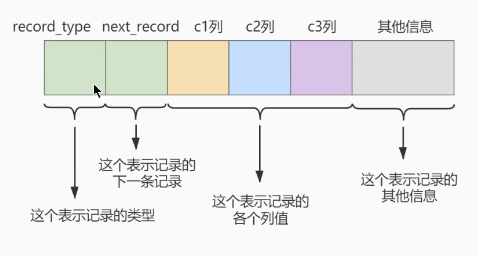 record_type next_record c1列 c2列 c3列 其他信息
这个表示记录的
下一条记录
这个表示记录的类型
这个表示记录的
各个列值
这个表示记录的
其他信息